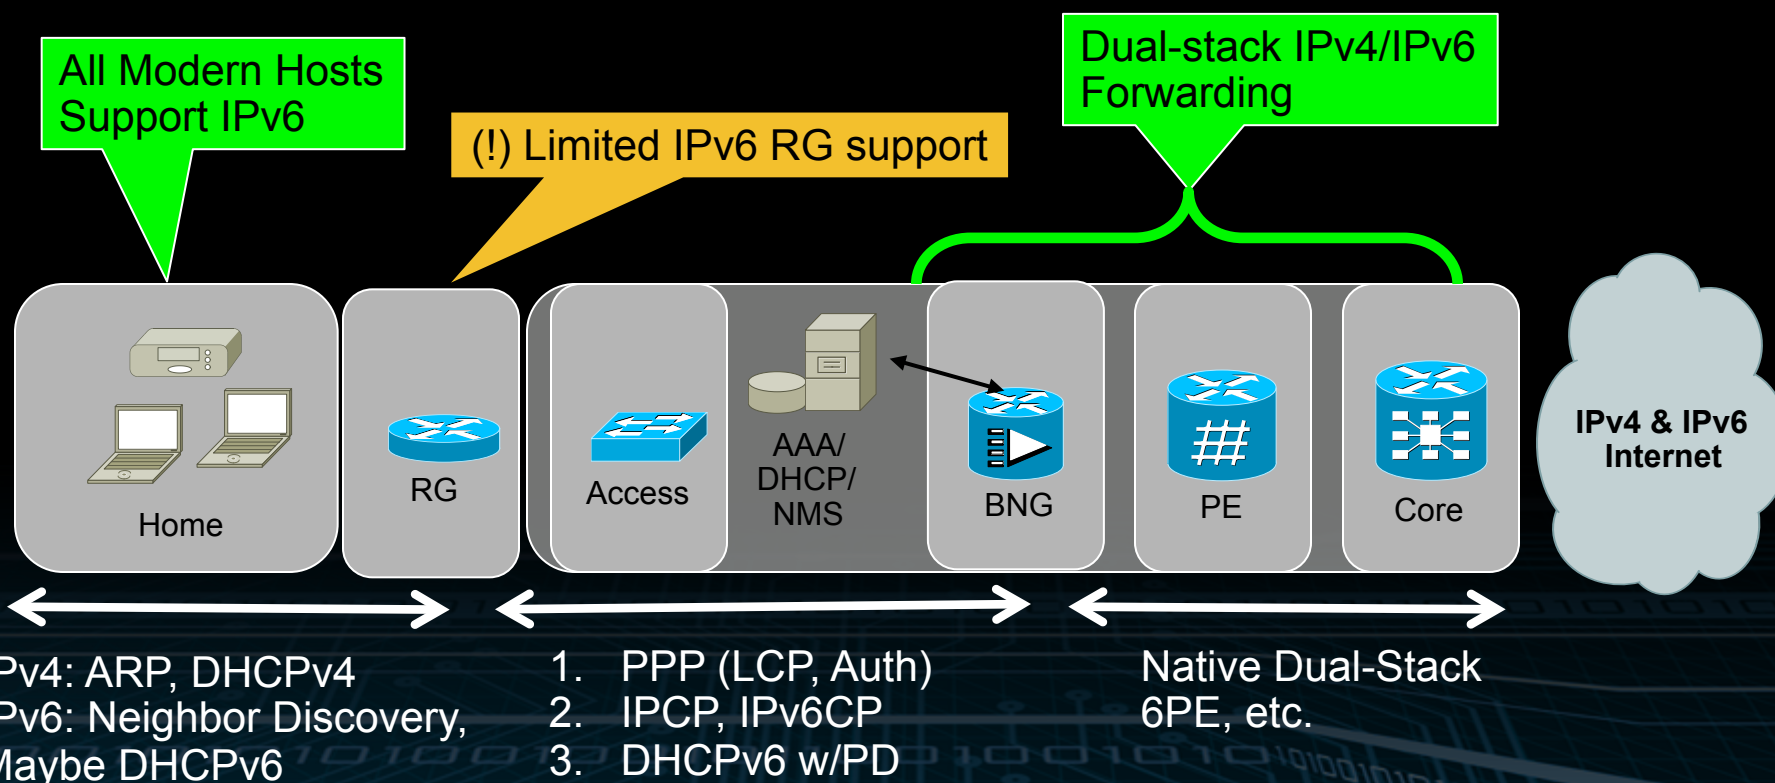 All Modern Hosts
Support IPv6
(!) Limited IPv6 RG support
Dual-stack IPv4/IPv6
Forwarding
Home
RG
Access
AAA/
DHCP/
NMS
BNG
PE
Core
IPv4 & IPv6
Internet
Pv4: ARP, DHCPv4
Pv6: Neighbor Discovery,
Maybe DHCPv6
1. PPP (LCP, Auth)
2. IPCP, IPv6CP
3. DHCPv6 w/PD
Native Dual-Stack
6PE, etc.